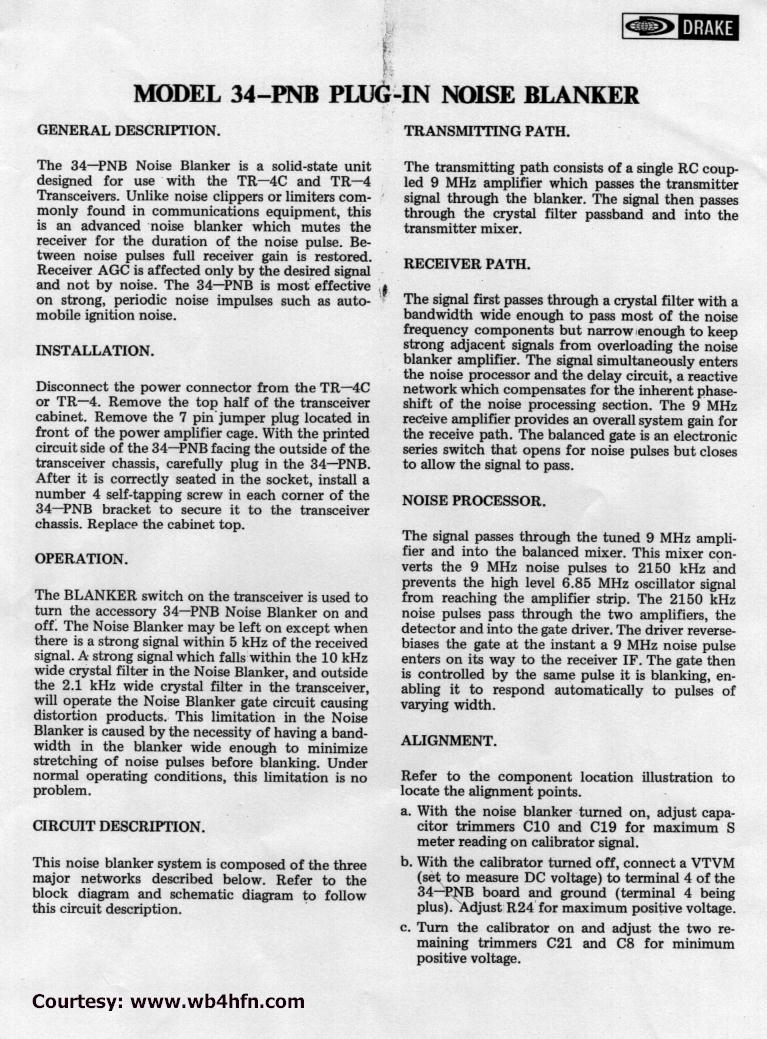 DRAKE
MODEL 34—PNB PLUG-IN NOISE BLANKER
GENERAL DESCRIPTION.
The 34—PNB Noise Blanker is a solid-state unit
designed for use with the TR—4C and TR—4
Transceivers. Unlike noise clippers or limiters com-
monly found in communications equipment, this
is an advanced noise blanker which mutes the
receiver for the duration of the noise pulse. Be-
tween noise pulses full receiver gain is restored.
Receiver AGC is affected only by the desired signal
and not by noise. The 34—PNB is most effective
on strong, periodic noise impulses such as auto-
mobile ignition noise.
INSTALLATION.
Disconnect the power connector from the TR—4C
or TR—4. Remove the top half of the transceiver
cabinet. Remove the 7 pin jumper plug located in
front of the power amplifier cage. With the printed
circuit side of the 34—PNB facing the outside of the
transceiver chassis, carefully plug in the 34—PNB.
After it is correctly seated in the socket, install a
number 4 self-tapping screw in each corner of the
34—PNB bracket to secure it to the transceiver
chassis. Replace the cabinet top.
OPERATION.
The BLANKER switch on the transceiver is used to
turn the accessory 34—PNB Noise Blanker on and
off. The Noise Blanker may be left on except when
there is a strong signal within 5 kHz of the received
signal. A strong signal which falls within the 10 kHz
wide crystal filter in the Noise Blanker, and outside
the 2.1 kHz wide crystal filter in the transceiver,
will operate the Noise Blanker gate circuit causing
distortion products. This limitation in the Noise
Blanker is caused by the necessity of having a band-
width in the blanker wide enough to minimize
stretching of noise pulses before blanking. Under
normal operating conditions, this limitation is no
problem.
CIRCUIT DESCRIPTION.
This noise blanker system is composed of the three
major networks described below. Refer to the
block diagram and schematic diagram to follow
this circuit description.
TRANSMITTING PATH.
The transmitting path consists of a single RC coup-
led 9 MHz amplifier which passes the transmitter
signal through the blanker. The signal then passes
through the crystal filter passband and into the
transmitter mixer.
RECEIVER PATH.
The signal first passes through a crystal filter with a
bandwidth wide enough to pass most of the noise
frequency components but narrow enough to keep
strong adjacent signals from overloading the noise
blanker amplifier. The signal simultaneously enters
the noise processor and the delay circuit, a reactive
network which compensates for the inherent phase-
shift of the noise processing section. The 9 MHz
receive amplifier provides an overall system gain for
the receive path. The balanced gate is an electronic
series switch that opens for noise pulses but closes
to allow the signal to pass.
NOISE PROCESSOR.
The signal passes through the tuned 9 MHz ampli-
fier and into the balanced mixer. This mixer con-
verts the 9 MHz noise pulses to 2150 kHz and
prevents the high level 6.85 MHz oscillator signal
from reaching the amplifier strip. The 2150 kHz
noise pulses pass through the two amplifiers, the
detector and into the gate driver. The driver reverse-
biases the gate at the instant a 9 MHz noise pulse
enters on its way to the receiver IF. The gate then
is controlled by the same pulse it is blanking, en-
abling it to respond automatically to pulses of
varying width.
ALIGNMENT.
Refer to the component location illustration to
locate the alignment points.
a. With the noise blanker turned on, adjust capa-
citor trimmers C10 and C19 for maximum S
meter reading on calibrator signal.
b. With the calibrator turned off, connect a VTVM
(set to measure DC voltage) to terminal 4 of the
34—PNB board and ground (terminal 4 being
plus). Adjust R24 for maximum positive voltage.
c. Turn the calibrator on and adjust the two re-
maining trimmers C21 and C8 for minimum
positive voltage.
Courtesy: www.wb4hfn.com